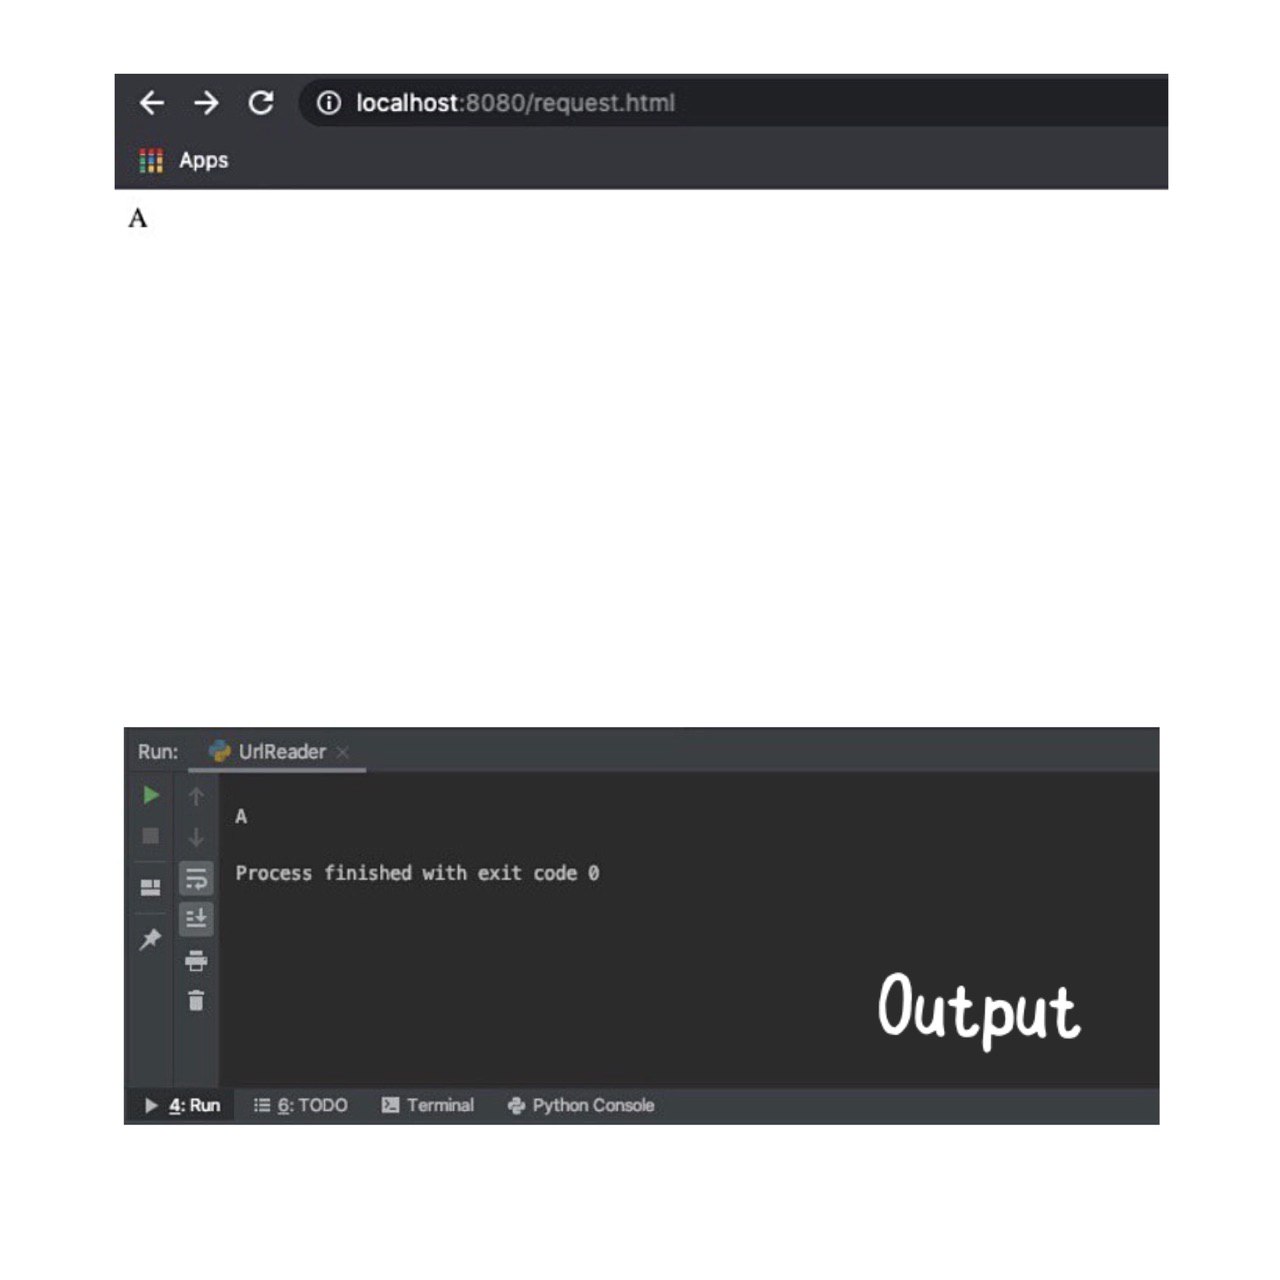 localhost:8080/request.html
Apps
A
Run: UrlReader
A
Process finished with exit code 0
Output
4: Run 6: TODO Terminal Python Console